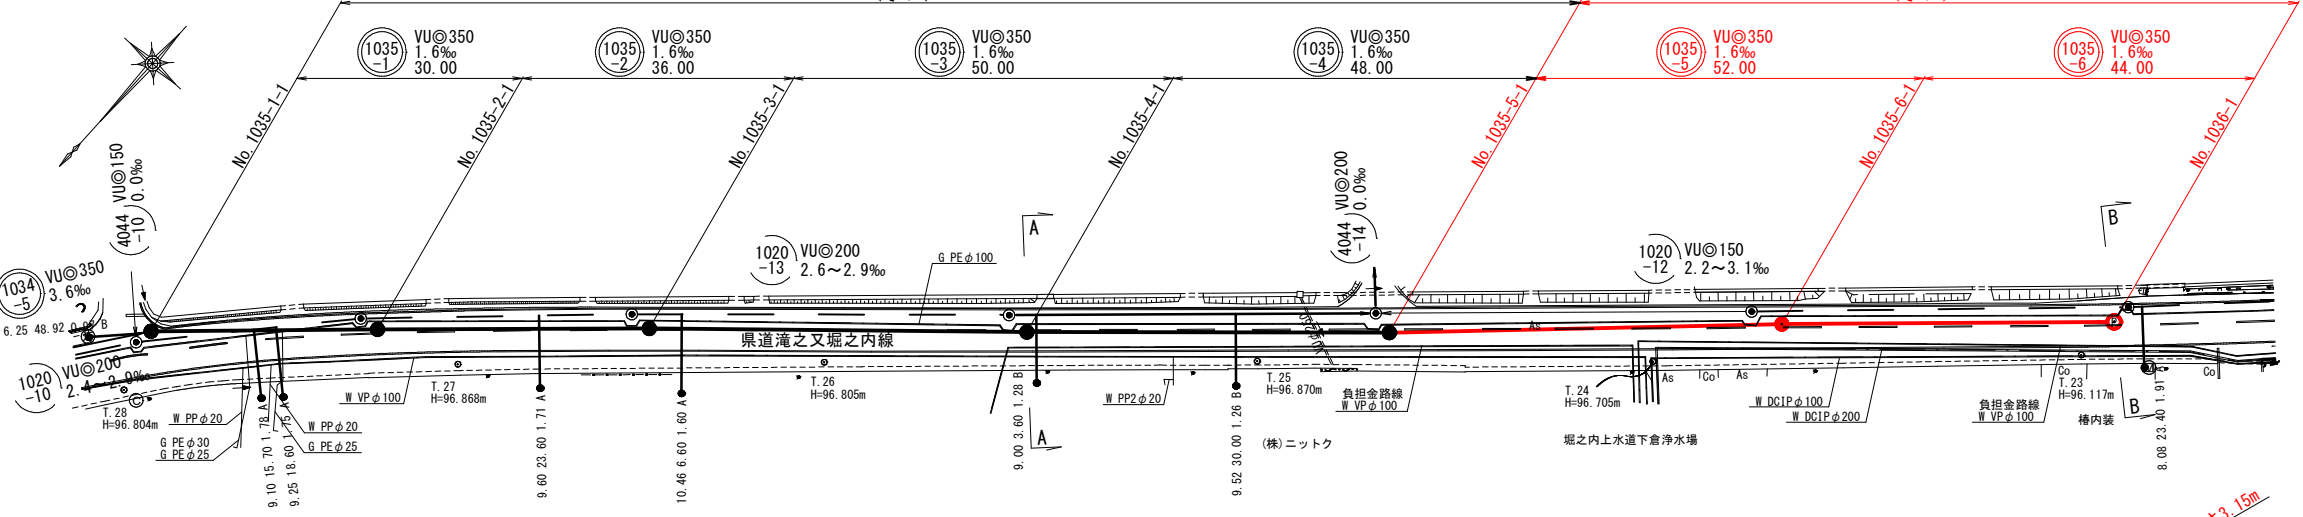 1035
-1
VU◎350
1.6‰
30.00
1035
-2
VU◎350
1.6‰
36.00
1035
-3
VU◎350
1.6‰
50.00
1035
-4
VU◎350
1.6‰
48.00
1035
-5
VU◎350
1.6‰
52.00
1035
-6
VU◎350
1.6‰
44.00
No. 1035-1-1
No. 1035-2-1
No. 1035-3-1
No. 1035-4-1
No. 1035-5-1
No. 1035-6-1
No. 1036-1
4044
-10
VU◎150
0.0‰
4044
-14
VU◎200
0.0‰
1034
-5
VU◎350
3.6‰
1020
-13
VU◎200
2.6~2.9‰
G PEφ100
1020
-12
VU◎150
2.2~3.1‰
A
B
6.25 48.92
B
県道滝之又堀之内線
As
1020
-10
VU◎200
2.4~2.9‰
T.28
H=96.804m
W PPφ20
G PEφ30
G PEφ25
W PPφ20
G PEφ25
W VPφ100
T.27
H=96.868m
T.26
H=96.805m
W PP2φ20
T.25
H=96.870m
負担金路線
W VPφ100
T.24
H=96.705m
As
Co
As
W DCIPφ100
W DCIPφ200
負担金路線
W VPφ100
Co
T.23
H=96.117m
椿内装
M
Co
C
P
A
B
9.10 15.70 1.78 A
9.25 18.60 1.75 A
9.60 23.60 1.71 A
10.46 6.60 1.60 A
9.00 3.60 1.28 B
9.52 30.00 1.26 B
8.08 23.40 1.91
(株)ニットク
堀之内上水道下倉浄水場
3.15m